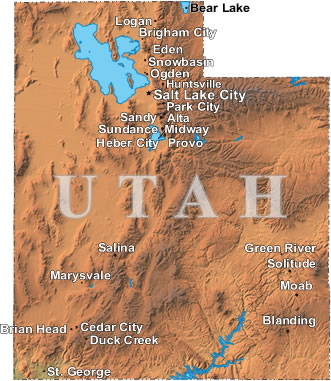 Bear Lake
Logan
Brigham City
Eden
Snowbasin
Ogden
Huntsville
Salt Lake City
Park City
Sandy Alta
Sundance Midway
Heber City Provo
UTAH
Salina
Green River
Solitude
Marysvale
Moab
Blanding
Brian Head Cedar City
Duck Creek
St. George